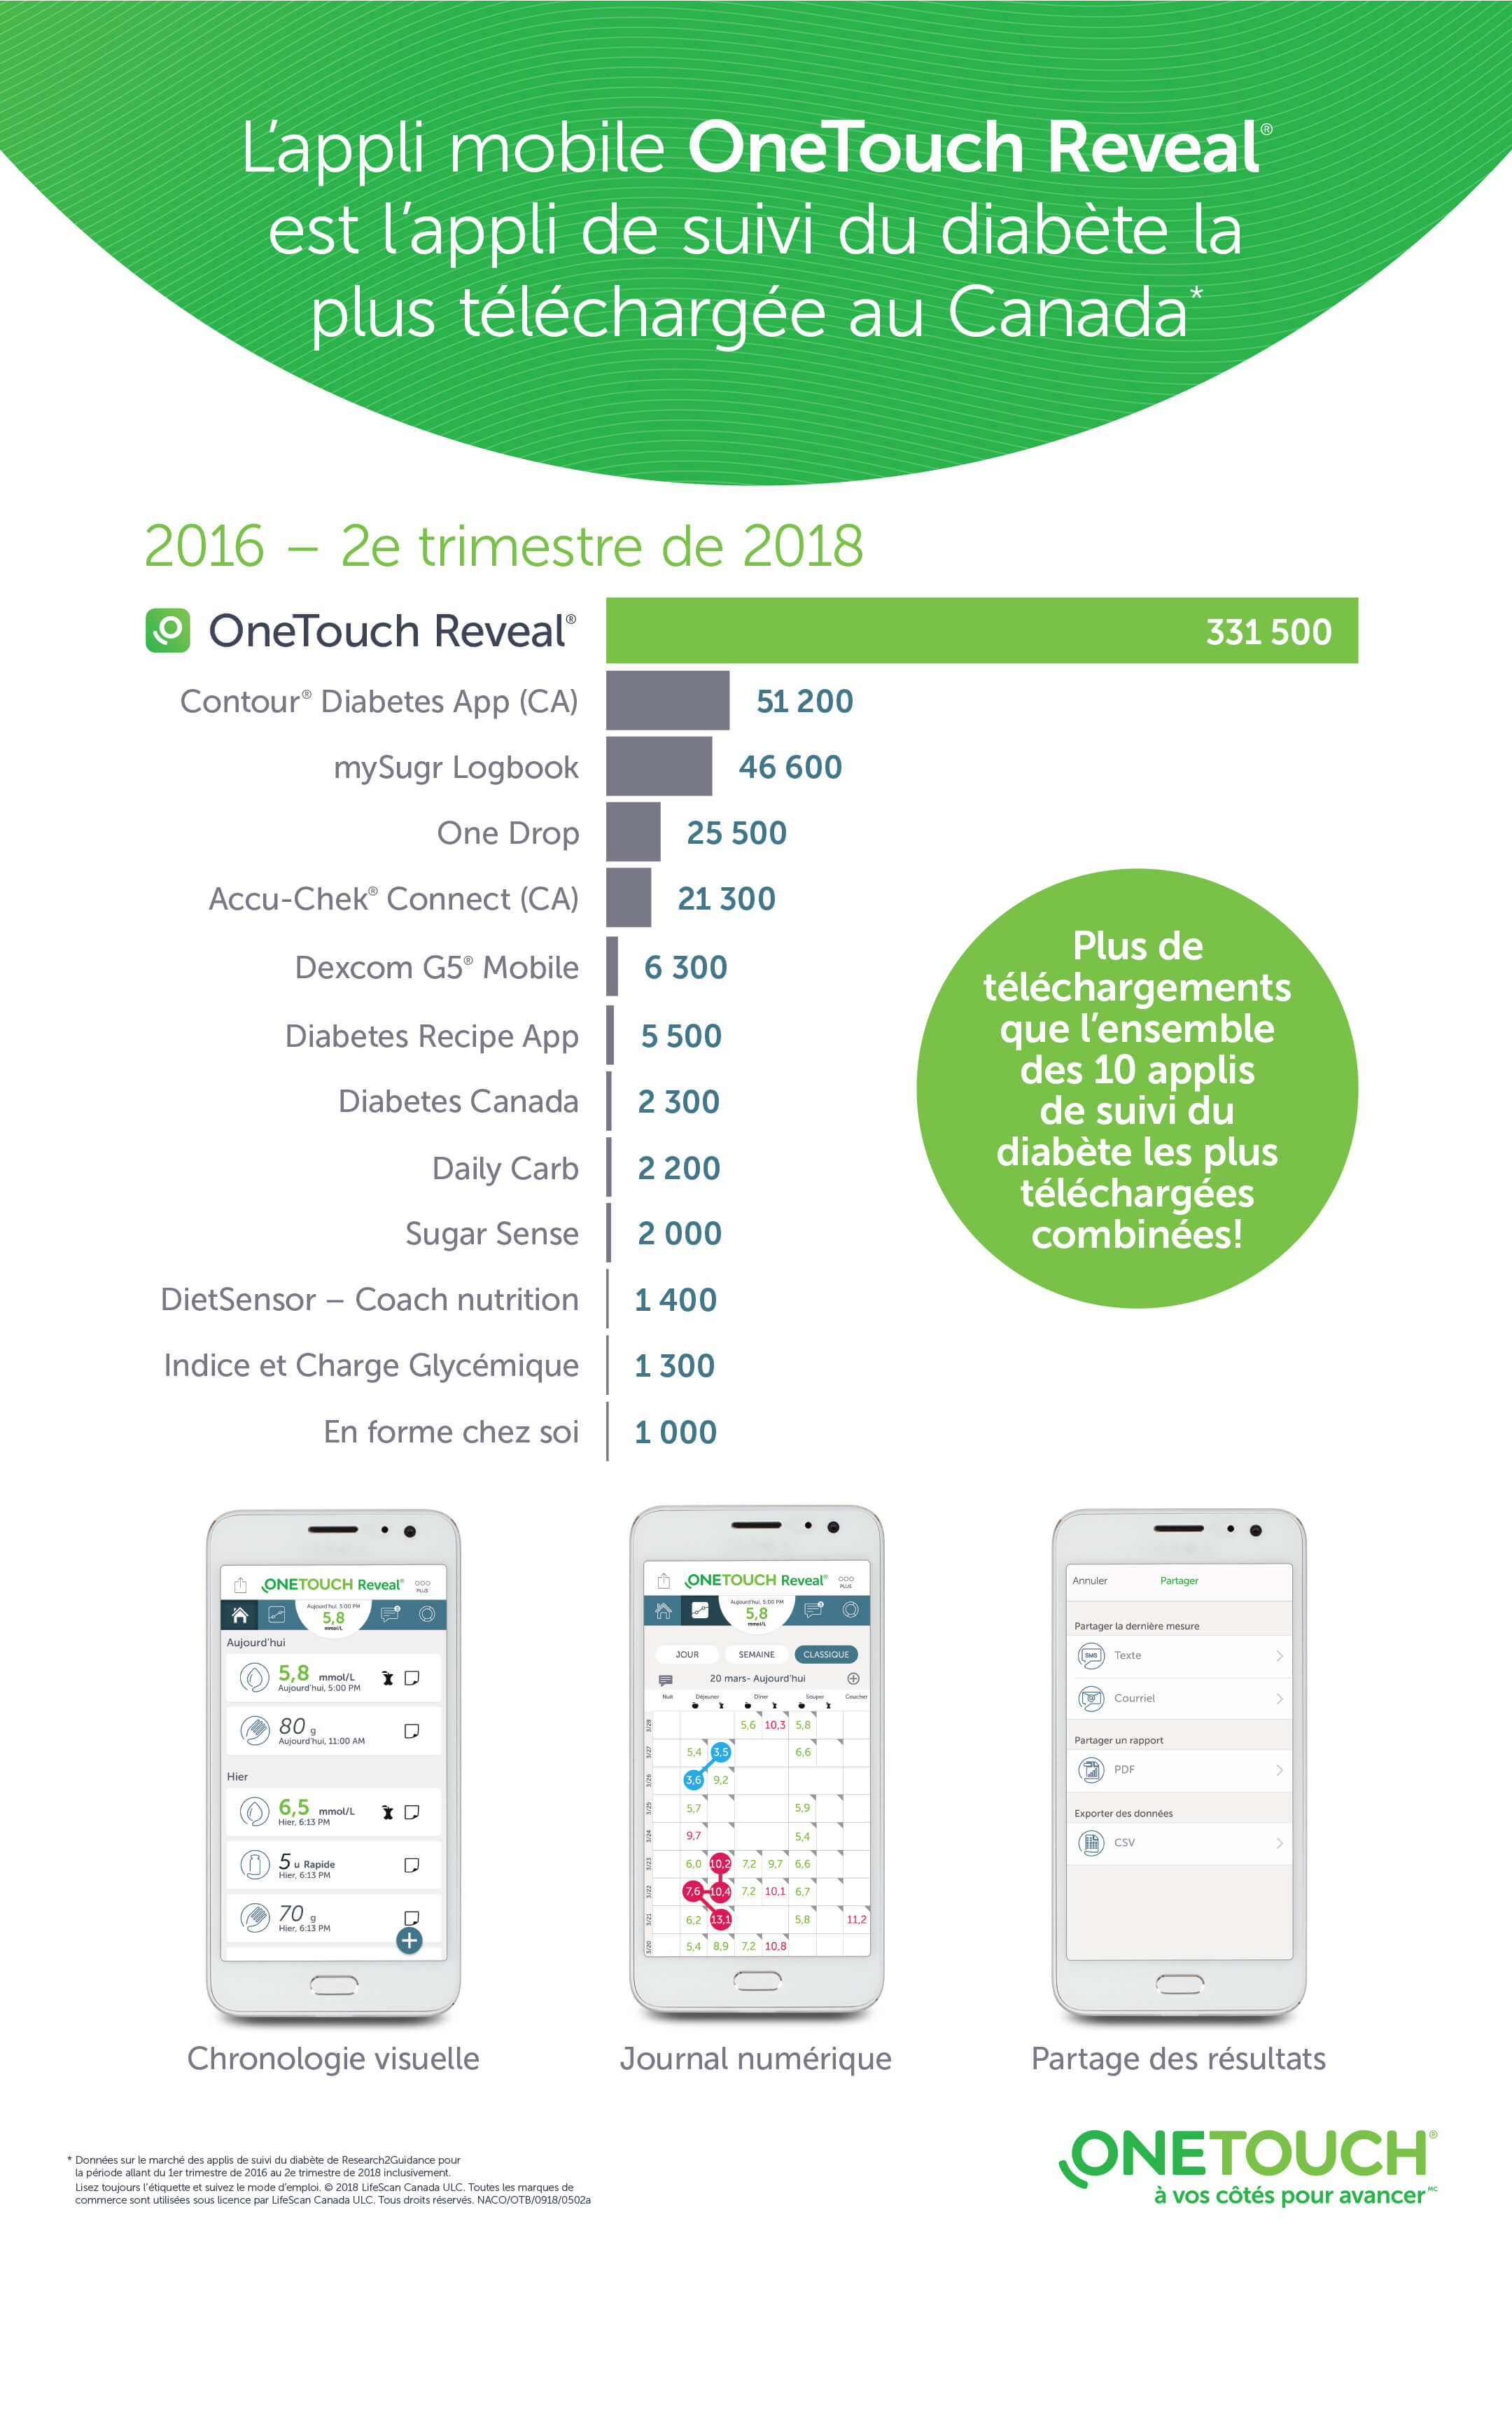 L'appli mobile OneTouch Reveal®
est l'appli de suivi du diabète la
plus téléchargée au Canada*
2016 – 2e trimestre de 2018
OneTouch Reveal® 331 500
Contour® Diabetes App (CA) 51 200
mySugr Logbook 46 600
One Drop 25 500
Accu-Chek® Connect (CA) 21 300
Dexcom G5® Mobile 6 300
Diabetes Recipe App 5 500
Diabetes Canada 2 300
Daily Carb 2 200
Sugar Sense 2 000
DietSensor – Coach nutrition 1 400
Indice et Charge Glycémique 1 300
En forme chez soi 1 000
Plus de
téléchargements
que l'ensemble
des 10 applis
de suivi du
diabète les plus
téléchargées
combinées!
ONETOUCH Reveal®
PLUS
Aujourd'hui, 5:00 PM
5,8
mmol/L
Aujourd'hui
5,8 mmol/L
Aujourd'hui, 5:00 PM
80 g
Aujourd'hui, 11:00 AM
Hier
6,5 mmol/L
Hier, 6:13 PM
5 u Rapide
Hier, 6:13 PM
70 g
Hier, 6:13 PM
Chronologie visuelle
ONETOUCH Reveal®
PLUS
Aujourd'hui, 5:00 PM
5,8
mmol/L
JOUR SEMAINE CLASSIQUE
20 mars- Aujourd'hui
Nuit Déjeuner Dîner Souper Coucher
3/28 5,6 10,3 5,8
3/27 5,4 3,5 6,6
3/26 3,6 9,2
3/25 5,7 5,9
3/24 9,7 5,4
3/23 6,0 10,2 7,2 9,7 6,6
3/22 7,6 10,4 7,2 10,1 6,7
3/21 6,2 13,1 5,8 11,2
3/20 5,4 8,9 7,2 10,8
Journal numérique
Annuler Partager
Partager la dernière mesure
SMS Texte
Courriel
Partager un rapport
PDF
Exporter des données
CSV
Partage des résultats
* Données sur le marché des applis de suivi du diabète de Research2Guidance pour
la période allant du 1er trimestre de 2016 au 2e trimestre de 2018 inclusivement.
Lisez toujours l'étiquette et suivez le mode d'emploi. © 2018 LifeScan Canada ULC. Toutes les marques de
commerce sont utilisées sous licence par LifeScan Canada ULC. Tous droits réservés. NACO/OTB/0918/0502a
ONETOUCH®
à vos côtés pour avancer MC